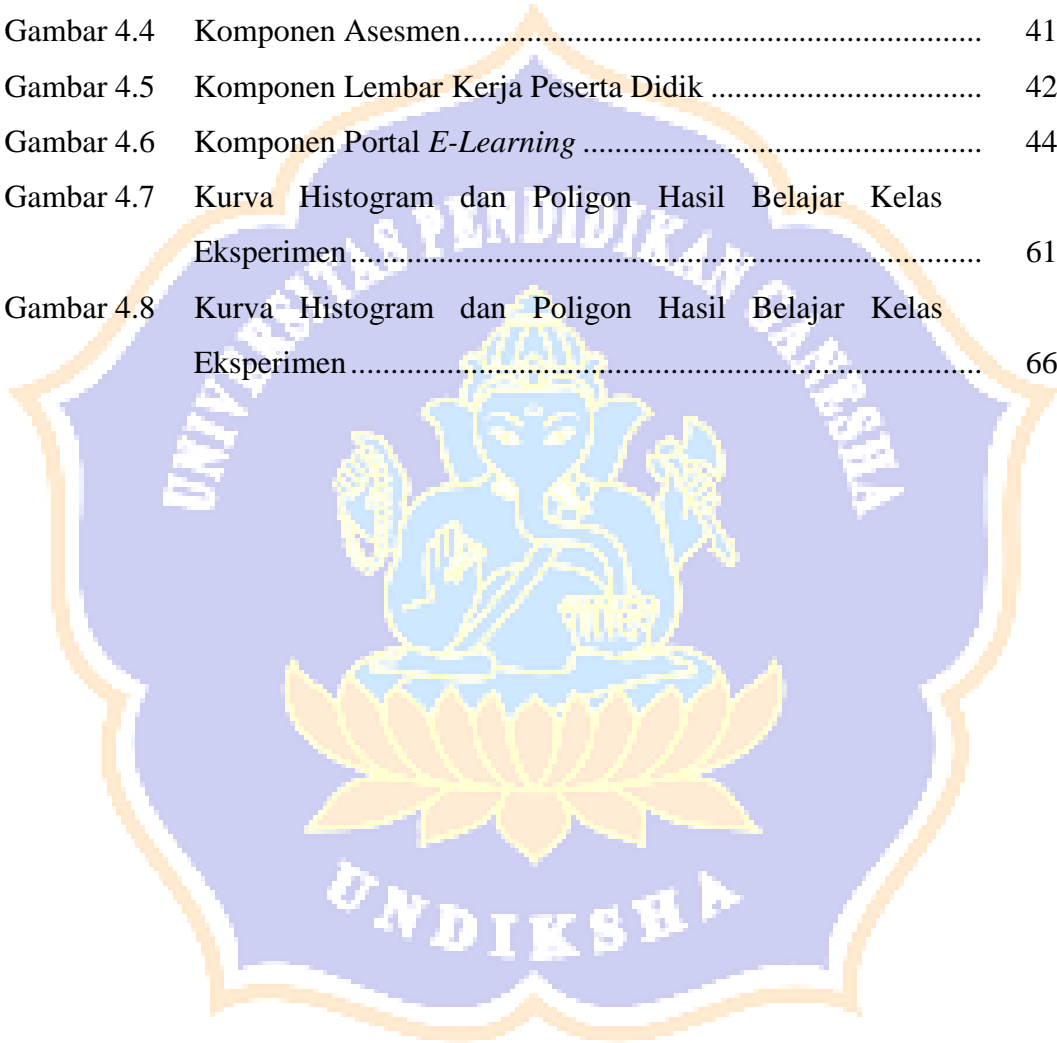 Gambar 4.4 Komponen Asesmen.................................................................... 41
Gambar 4.5 Komponen Lembar Kerja Peserta Didik ................................... 42
Gambar 4.6 Komponen Portal E-Learning .................................................... 44
Gambar 4.7 Kurva Histogram dan Poligon Hasil Belajar Kelas
Eksperimen................................................................................... 61
Gambar 4.8 Kurva Histogram dan Poligon Hasil Belajar Kelas
Eksperimen................................................................................... 66
UNIVERSITAS PENDIDIKAN GANESHA
UNDIKSHA